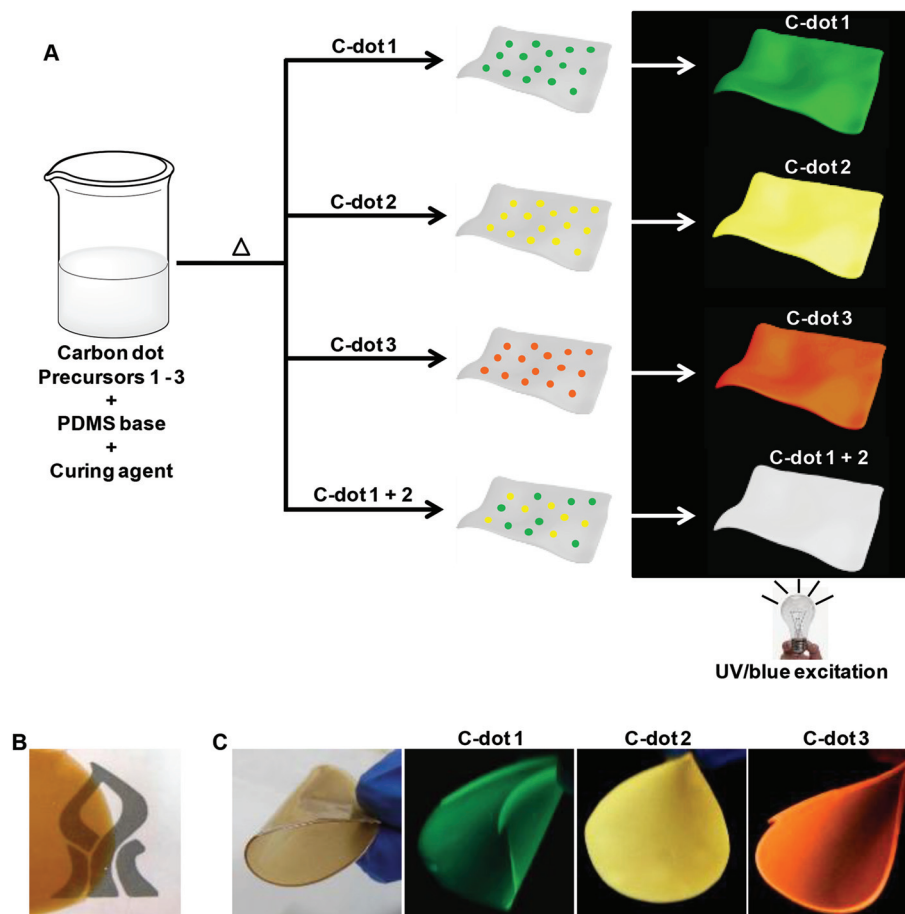 A
C-dot 1
C-dot 1
C-dot 2
C-dot 2
Δ
C-dot 3
C-dot 3
Carbon dot
Precursors 1 - 3
+
PDMS base
+
Curing agent
C-dot 1 + 2
C-dot 1 + 2
UV/blue excitation
B
C
C-dot 1
C-dot 2
C-dot 3